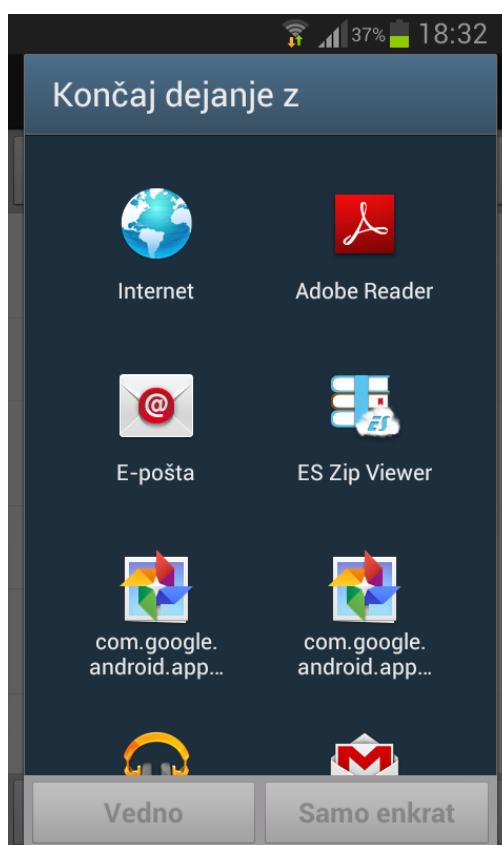 37% 18:32
Končaj dejanje z
Internet Adobe Reader
@
E-pošta
ES
ES Zip Viewer
com.google. com.google.
android.app... android.app...
Vedno Samo enkrat